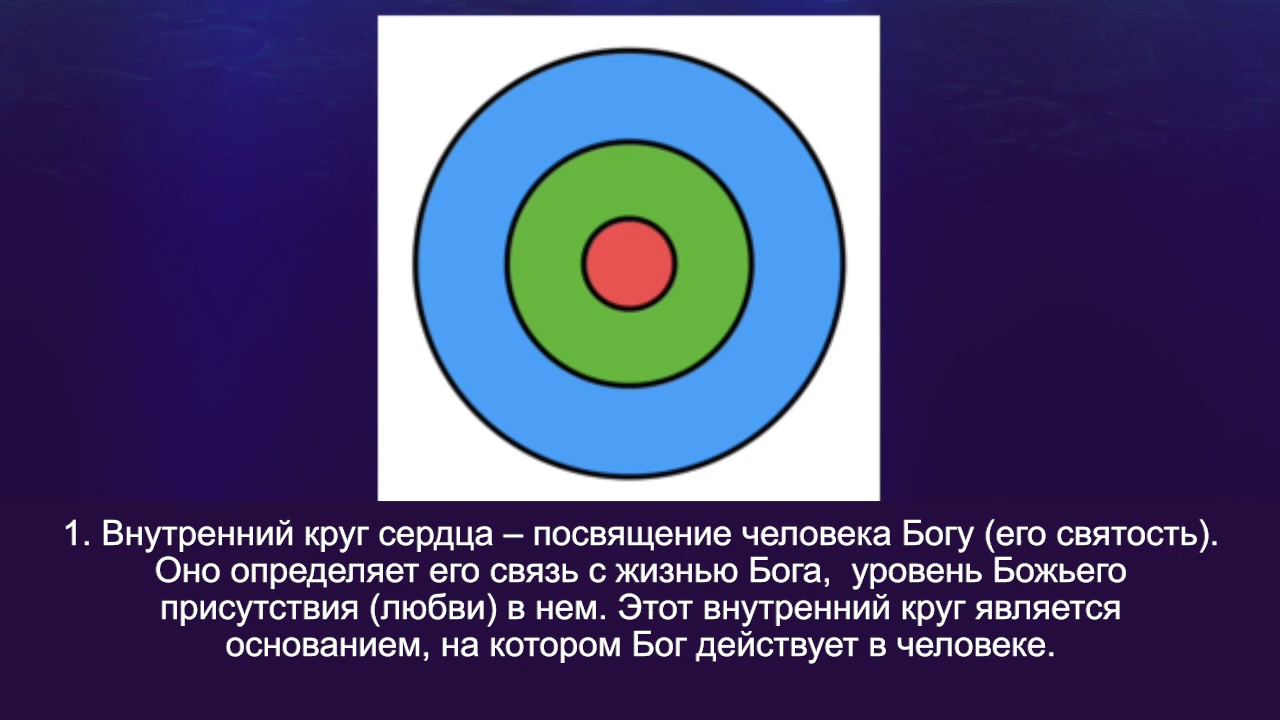 1. Внутренний круг сердца – посвящение человека Богу (его святость).
Оно определяет его связь с жизнью Бога,  уровень Божьего
присутствия (любви) в нем. Этот внутренний круг является
основанием, на котором Бог действует в человеке.